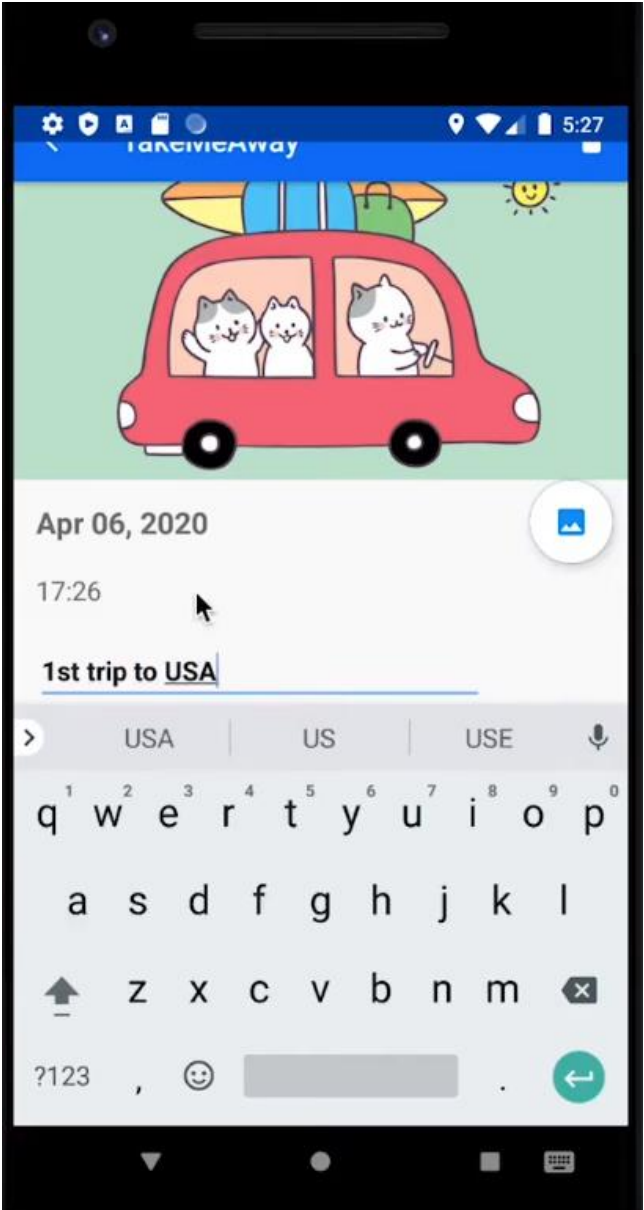 5:27
TakeMeAway
Apr 06, 2020
17:26
1st trip to USA
USA US USE
1 2 3 4 5 6 7 8 9 0
q w e r t y u i o p
a s d f g h j k l
z x c v b n m
?123 , .